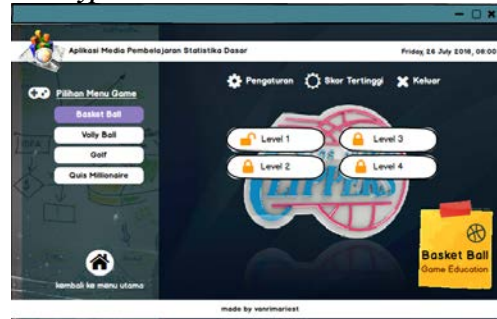 Aplikasi Media Pembelajaran Statistika Dasar
Friday, 26 July 2016, 08:00
Pengaturan
Skor Tertinggi
Keluar
Pilihan Menu Game
Basket Ball
Volly Ball
Golf
Quis Millionaire
Level 1
Level 3
Level 2
Level 4
CLIPPERS
Basket Ball
Game Education
kembali ke menu utama
made by vanrimariest